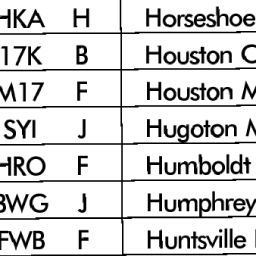 HKA H Horseshoe
17K B Houston
M17 F Houston
SYI J Hugoton
HRO F Humboldt
BWG J Humphrey
FWB F Huntsville